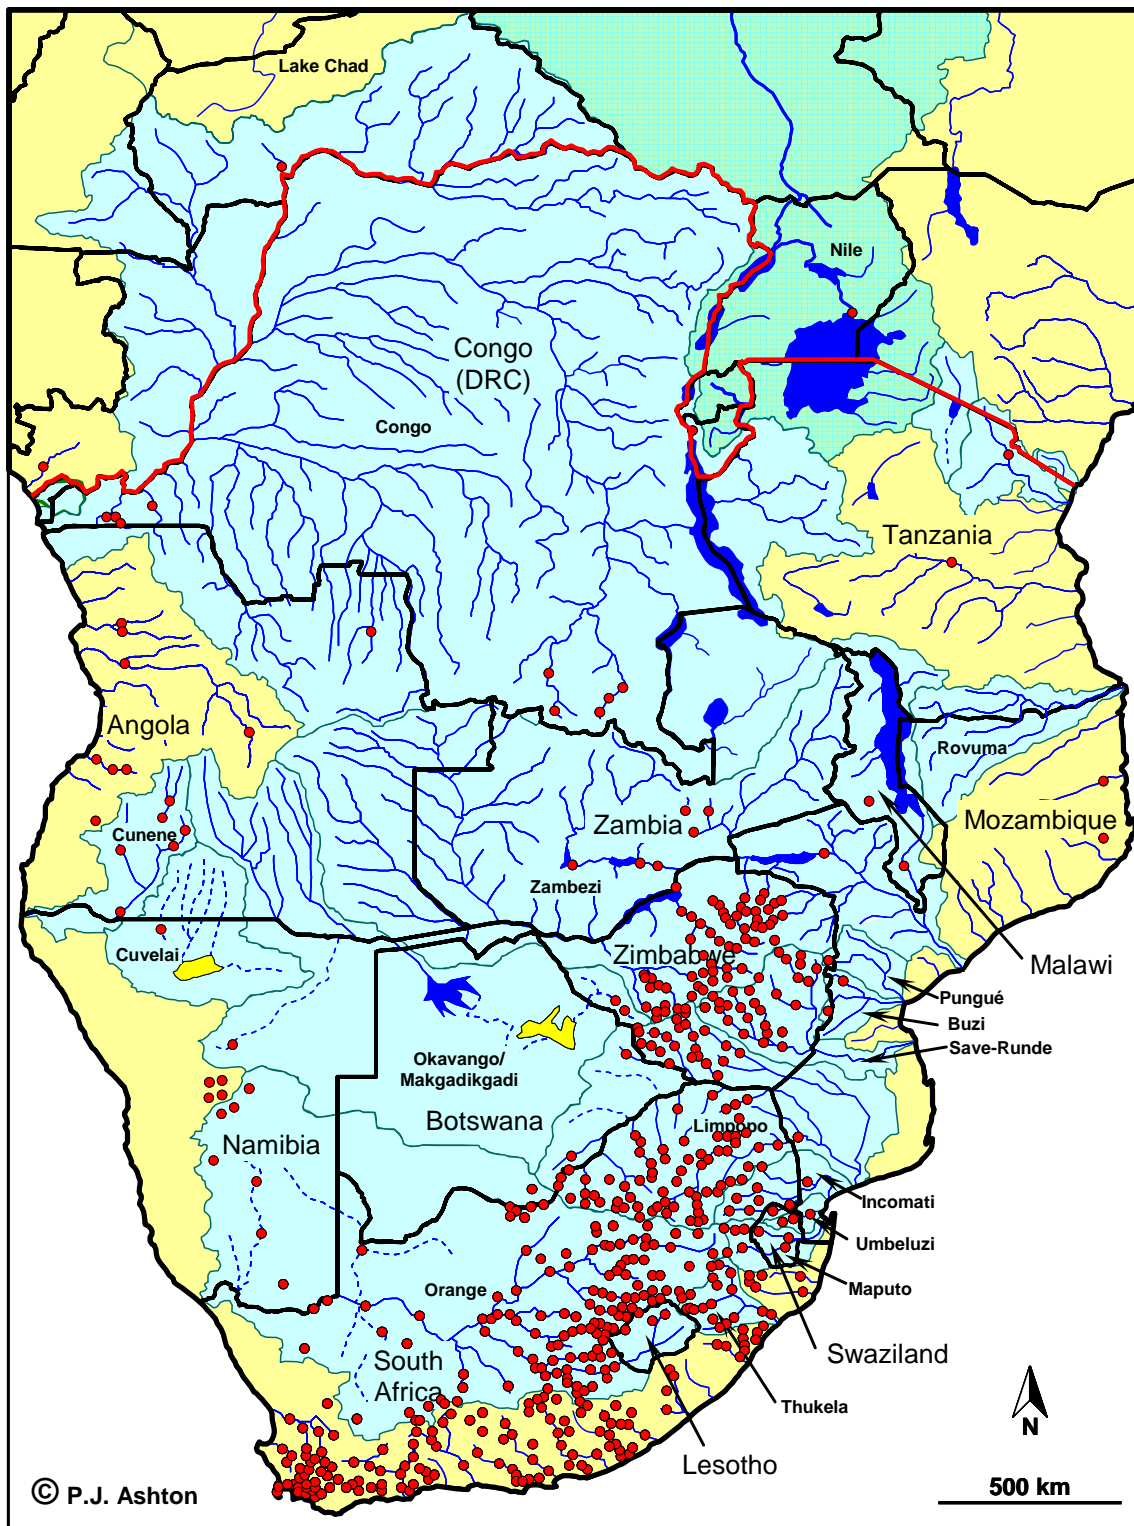 Lake Chad
Nile
Congo
(DRC)
Congo
Tanzania
Angola
Rovuma
Mozambique
Zambia
Cunene
Zambezi
Cuvelai
Zimbabwe
Malawi
Pungué
Buzi
Save-Runde
Okavango/
Makgadikgadi
Botswana
Limpopo
Namibia
Incomati
Umbeluzi
Orange
Maputo
Swaziland
South
Africa
Thukela
Lesotho
N
500 km
© P.J. Ashton